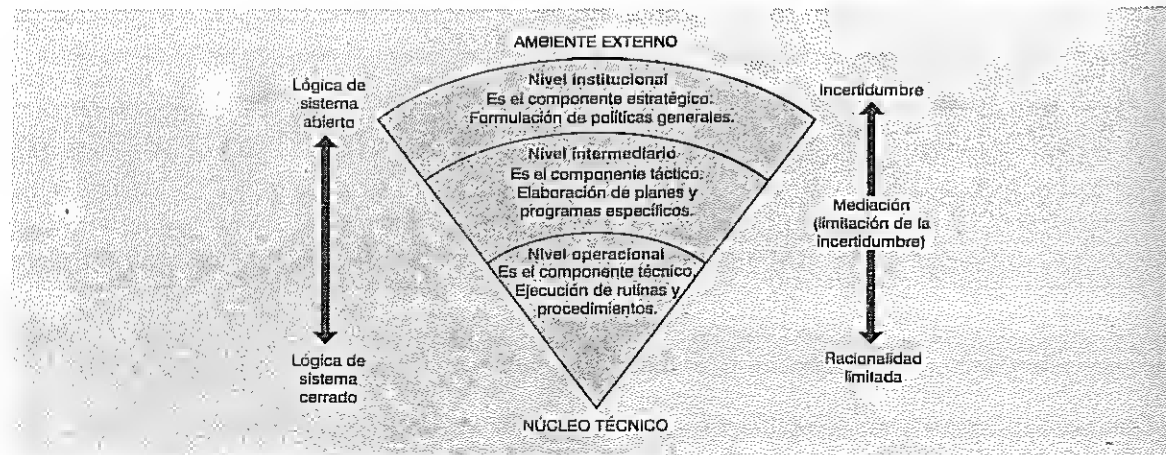 AMBIENTE EXTERNO
Lógica de
sistema
abierto
Lógica de
sistema
cerrado
Nivel institucional
Es el componente estratégico.
Formulación de políticas generales.
Nivel intermediario
Es el componente táctico.
Elaboración de planes y
programas específicos.
Nivel operacional
Es el componente técnico.
Ejecución de rutinas y
procedimientos.
NÚCLEO TÉCNICO
Incertidumbre
Mediación
(limitación de la
incertidumbre)
Racionalidad
limitada